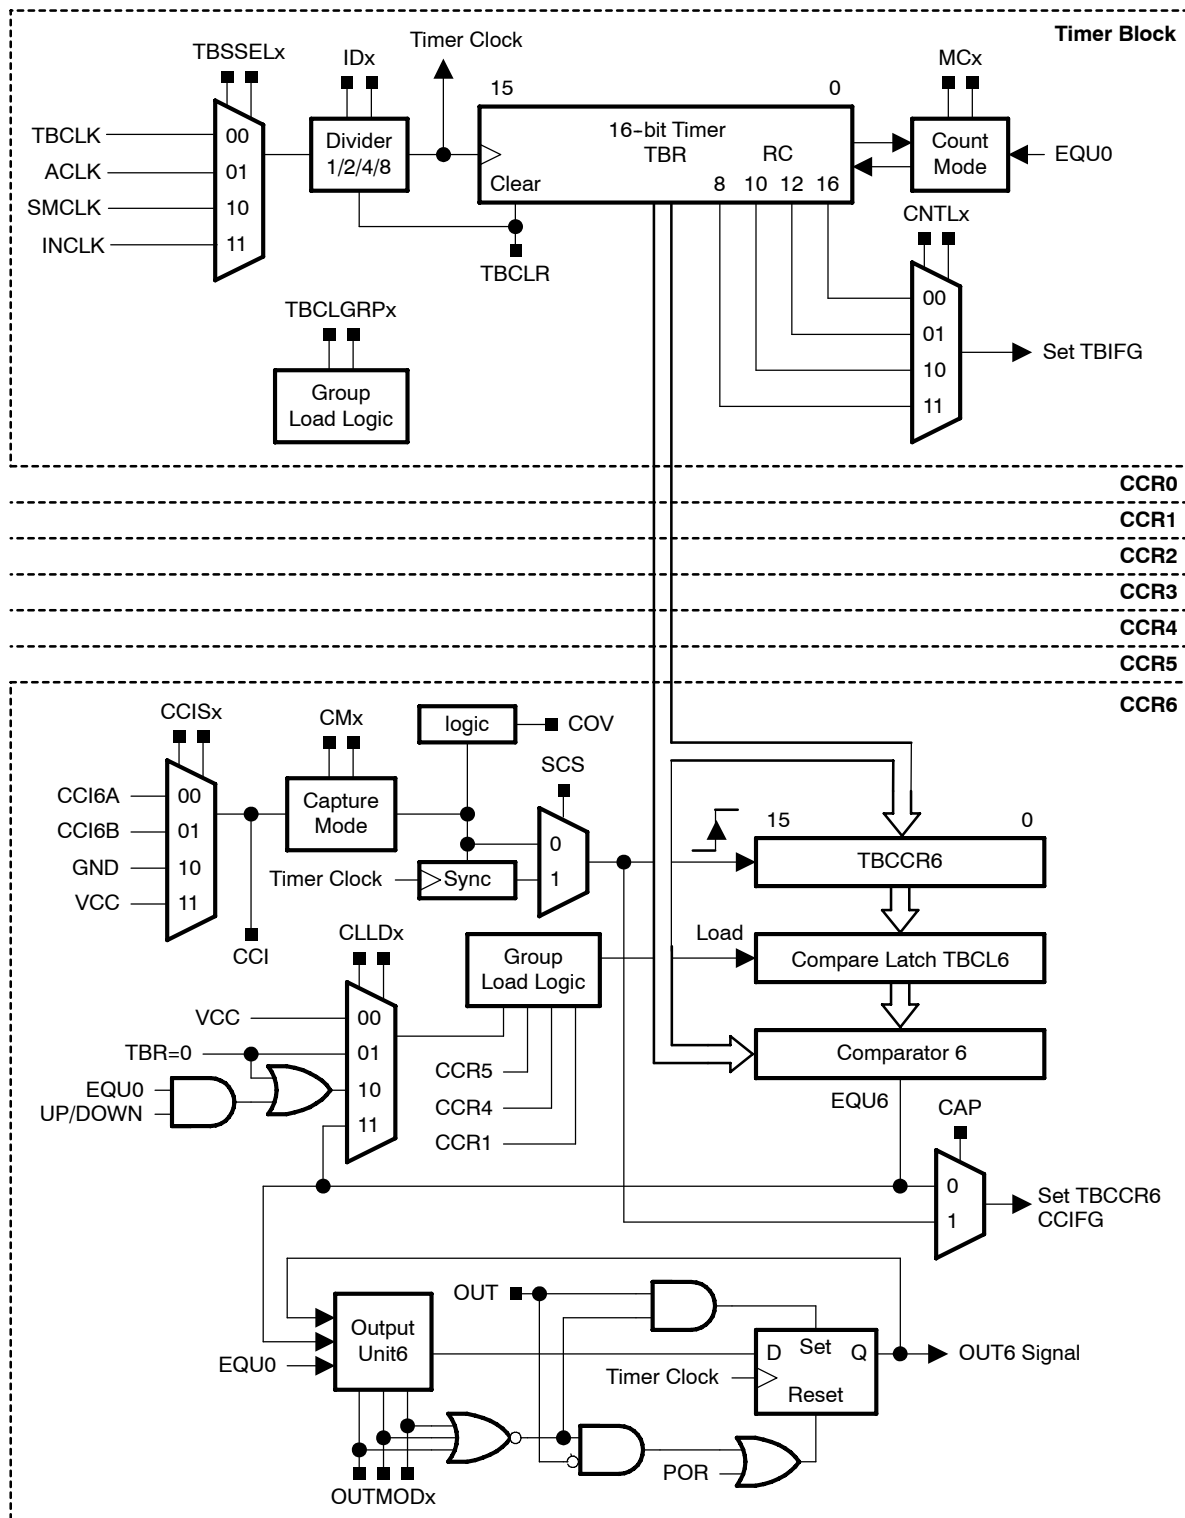 Timer Block
Timer Clock
TBSSELx
IDx
MCx
15
0
TBCLK
ACLK
SMCLK
INCLK
00
01
10
11
Divider
1/2/4/8
16-bit Timer
TBR
RC
Clear
8
10
12
16
Count
Mode
EQU0
TBCLR
CNTLx
00
01
10
11
Set TBIFG
TBCLGRPx
Group
Load Logic
CCR0
CCR1
CCR2
CCR3
CCR4
CCR5
CCR6
CCISx
CMx
logic
COV
SCS
CCI6A
CCI6B
GND
VCC
00
01
10
11
Capture
Mode
0
1
Timer Clock
Sync
CCI
15
0
TBCCR6
Load
Compare Latch TBCL6
Comparator 6
EQU6
CLLDx
Group
Load Logic
VCC
TBR=0
EQU0
UP/DOWN
00
01
10
11
CCR5
CCR4
CCR1
CAP
0
1
Set TBCCR6
CCIFG
OUT
Output
Unit6
EQU0
D
Set
Q
Timer Clock
Reset
OUT6 Signal
POR
OUTMODx